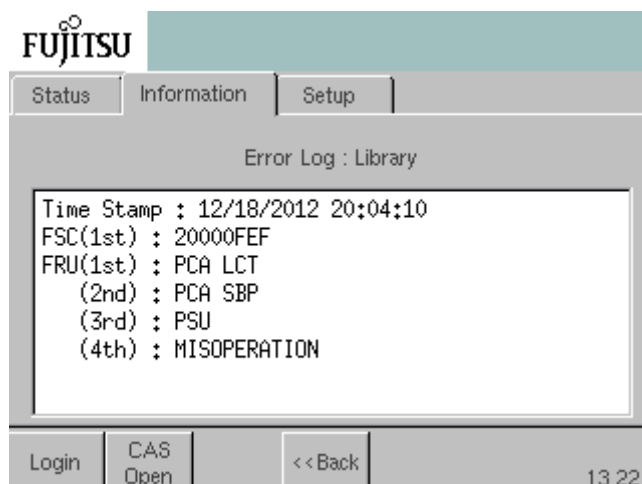 FUJITSU
Status Information Setup
Error Log : Library
Time Stamp : 12/18/2012 20:04:10
FSC(1st) : 20000FEF
FRU(1st) : PCA LCT
(2nd) : PCA SBP
(3rd) : PSU
(4th) : MISOPERATION
Login CAS Open <<Back 13 22